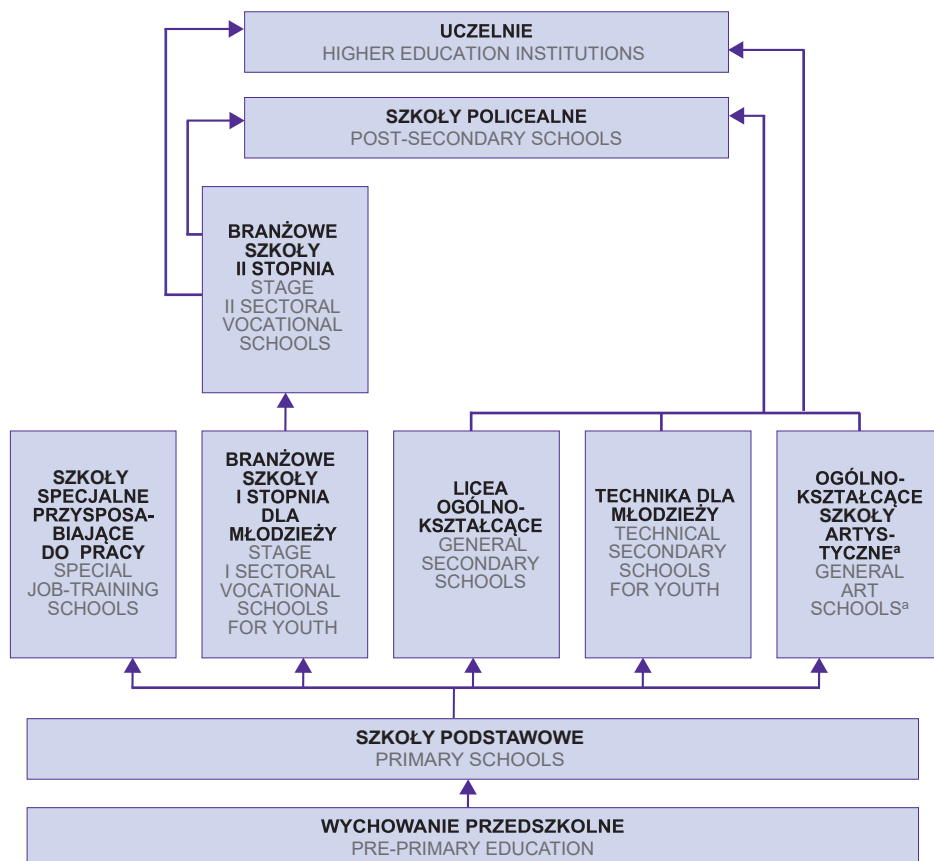 UCZELNIE
HIGHER EDUCATION INSTITUTIONS
SZKOŁY POLICEALNE
POST-SECONDARY SCHOOLS
BRANŻOWE
SZKOŁY
II STOPNIA
STAGE
II SECTORAL
VOCATIONAL
SCHOOLS
SZKOŁY
SPECJALNE
PRZYSPOSA-
BIAJĄCE
DO PRACY
SPECIAL
JOB-TRAINING
SCHOOLS
BRANŻOWE
SZKOŁY
I STOPNIA
DLA
MŁODZIEŻY
STAGE
I SECTORAL
VOCATIONAL
SCHOOLS
FOR YOUTH
LICEA
OGÓLNO-
KSZTAŁCĄCE
GENERAL
SECONDARY
SCHOOLS
TECHNIKA DLA
MŁODZIEŻY
TECHNICAL
SECONDARY
SCHOOLS
FOR YOUTH
OGÓLNO-
KSZTAŁCĄCE
SZKOŁY
ARTYS-
TYCZNEª
GENERAL
ART
SCHOOLSª
SZKOŁY PODSTAWOWE
PRIMARY SCHOOLS
WYCHOWANIE PRZEDSZKOLNE
PRE-PRIMARY EDUCATION